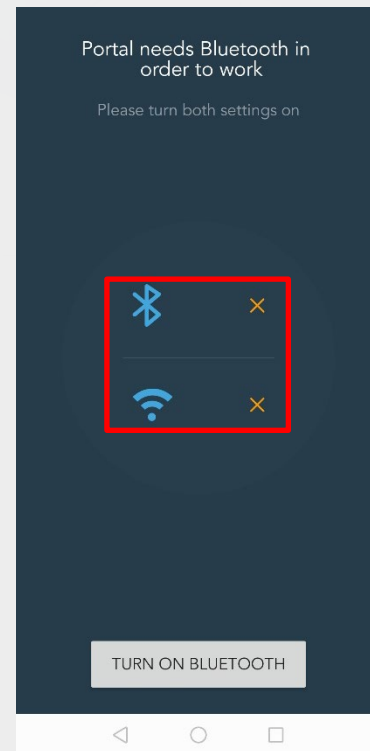 Portal needs Bluetooth in
order to work
Please turn both settings on
TURN ON BLUETOOTH